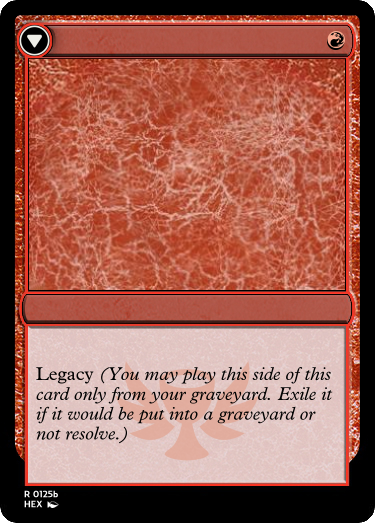 Legacy (You may play this side of this
card only from your graveyard. Exile it
if it would be put into a graveyard or
not resolve.)
R 0125b
HEX